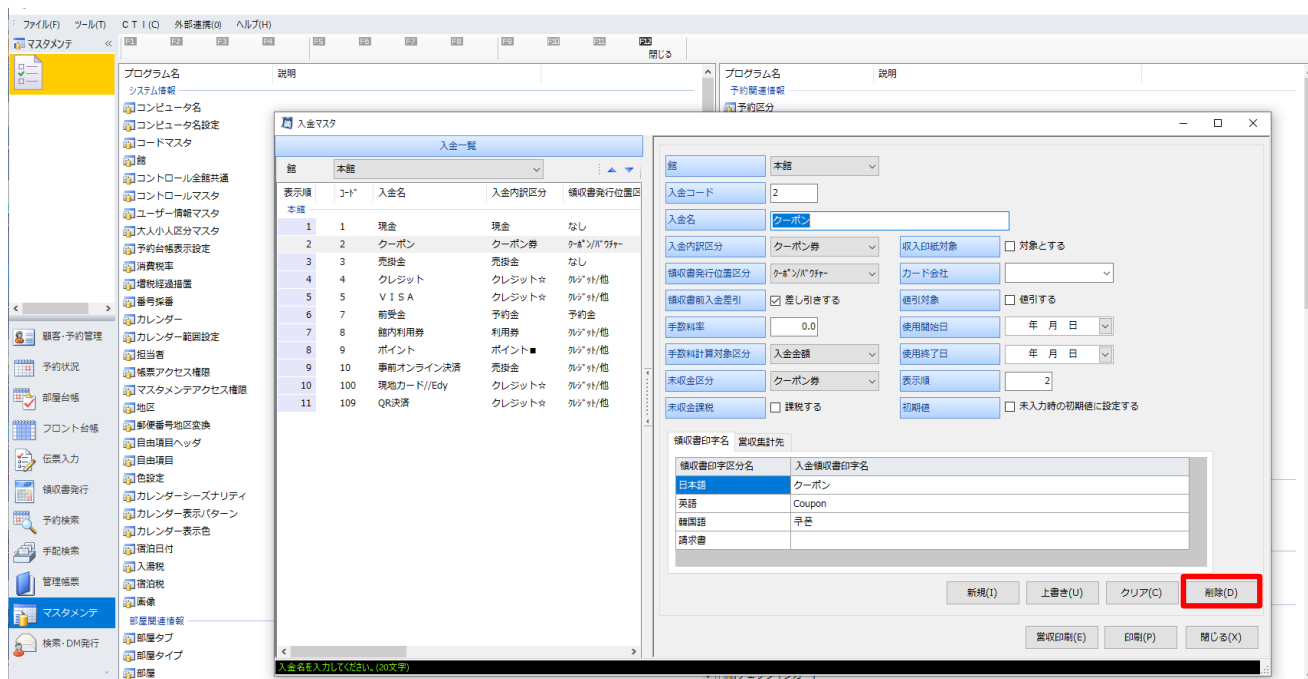 ファイル(F) ツール(T) ＣＴＩ(C) 外部連携(O) ヘルプ(H)
マスタメンテ «
F1 F2 F3 F4 F5 F6 F7 F8 F9 F10 F11 F12
閉じる
プログラム名 説明
システム情報
コンピュータ名
コンピュータ名設定
コードマスタ
館
コントロール全館共通
コントロールマスタ
ユーザー情報マスタ
大人小人区分マスタ
予約台帳表示設定
消費税率
増税経過措置
番号採番
カレンダー
カレンダー範囲設定
担当者
帳票アクセス権限
マスタメンテアクセス権限
地区
郵便番号地区変換
自由項目ヘッダ
自由項目
色設定
カレンダーシーズナリティ
カレンダー表示パターン
カレンダー表示色
宿泊日付
入湯税
宿泊税
画像
部屋関連情報
部屋タブ
部屋タイプ
部屋
プログラム名 説明
予約関連情報
予約区分
顧客・予約管理
予約状況
部屋台帳
フロント台帳
伝票入力
領収書発行
予約検索
手配検索
管理帳票
マスタメンテ
検索・DM発行
入金マスタ
入金一覧
館 本館
表示順 ｺｰﾄﾞ 入金名 入金内訳区分 領収書発行位置区
本館
1 1 現金 現金 なし
2 2 クーポン クーポン券 ｸｰﾎﾟﾝ/ﾊﾞｳﾁｬｰ
3 3 売掛金 売掛金 なし
4 4 クレジット クレジット☆ ｸﾚｼﾞｯﾄ/他
5 5 ＶＩＳＡ クレジット☆ ｸﾚｼﾞｯﾄ/他
6 7 前受金 予約金 予約金
7 8 館内利用券 利用券 ｸﾚｼﾞｯﾄ/他
8 9 ポイント ポイント■ ｸﾚｼﾞｯﾄ/他
9 10 事前オンライン決済 売掛金 ｸﾚｼﾞｯﾄ/他
10 100 現地カード//Edy クレジット☆ ｸﾚｼﾞｯﾄ/他
11 109 QR決済 クレジット☆ ｸﾚｼﾞｯﾄ/他
館 本館
入金コード 2
入金名 クーポン
入金内訳区分 クーポン券 収入印紙対象 対象とする
領収書発行位置区分 ｸｰﾎﾟﾝ/ﾊﾞｳﾁｬｰ カード会社
領収書前入金差引 差し引きする 値引対象 値引する
手数料率 0.0 使用開始日 年 月 日
手数料計算対象区分 入金金額 使用終了日 年 月 日
未収金区分 クーポン券 表示順 2
未収金課税 課税する 初期値 未入力時の初期値に設定する
領収書印字名 営収集計先
領収書印字区分名 入金領収書印字名
日本語 クーポン
英語 Coupon
韓国語 쿠폰
請求書
新規(I) 上書き(U) クリア(C) 削除(D)
営収印刷(E) 印刷(P) 閉じる(X)
入金名を入力してください。(20文字)